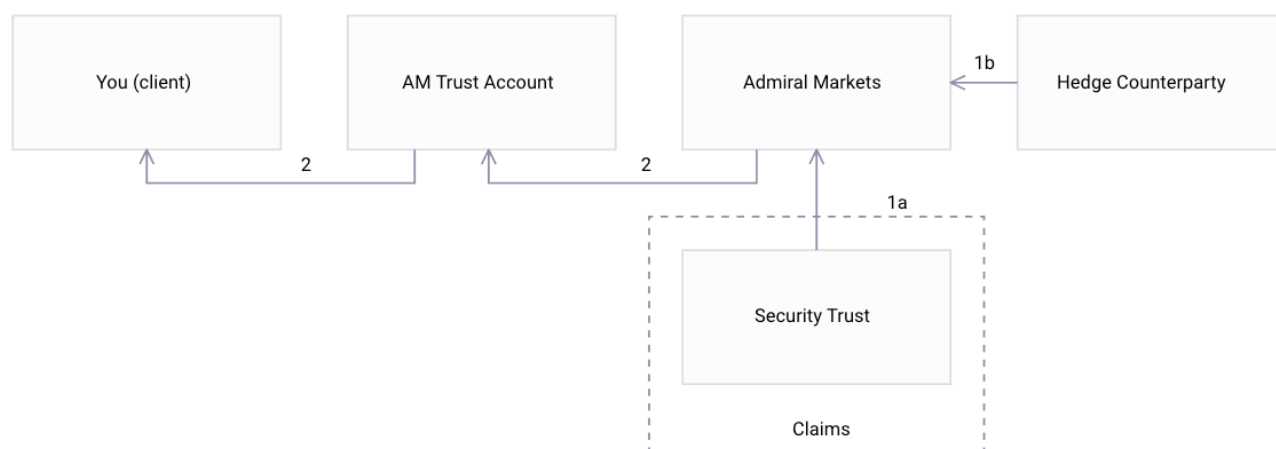 You (client)
AM Trust Account
Admiral Markets
1b
Hedge Counterparty
2
2
1a
Security Trust
Claims